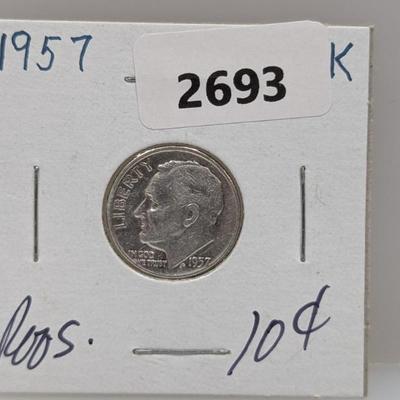 1957 K
2693
LIBERTY
IN GOD
WE TRUST
1957
Roos. 10¢